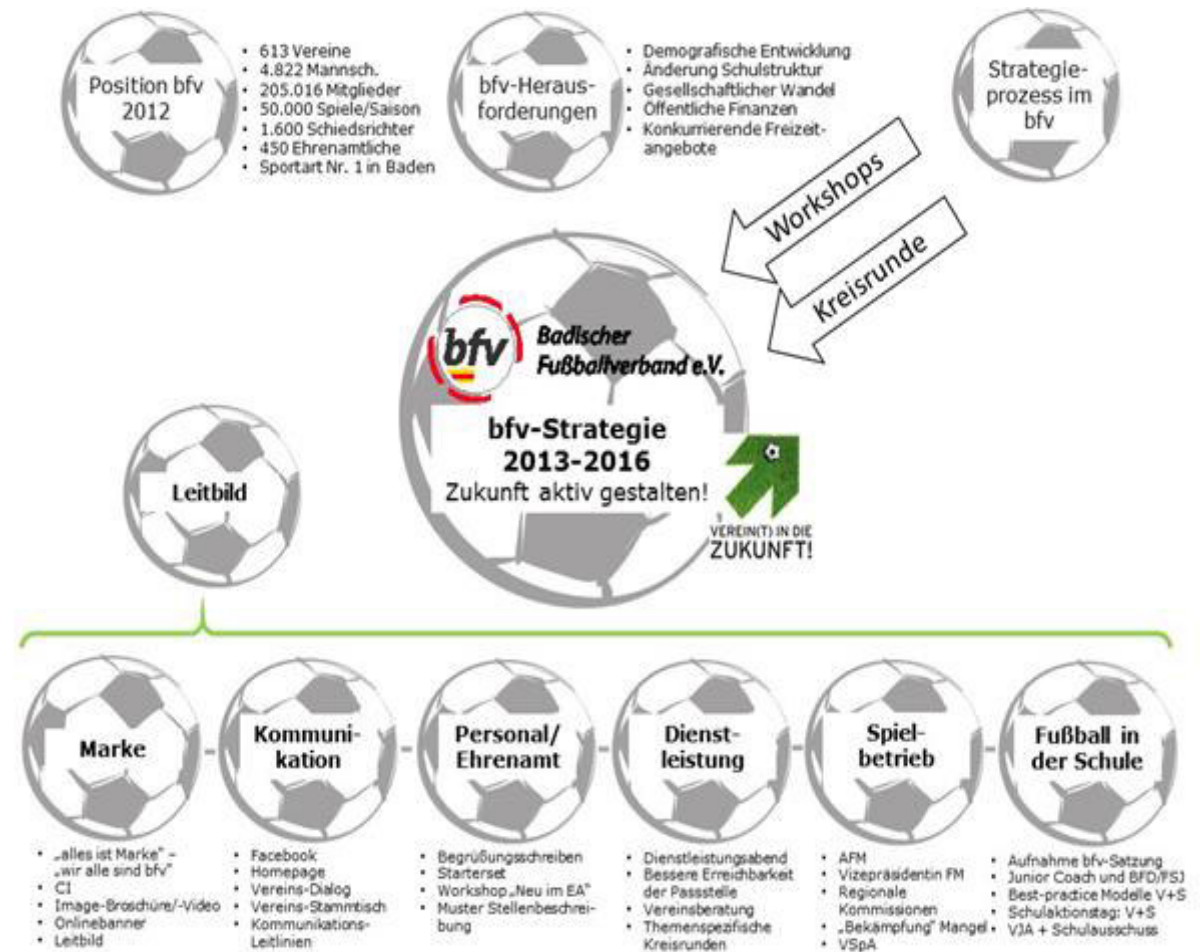 Position bfv
2012
• 613 Vereine
• 4.822 Mannsch.
• 205.016 Mitglieder
• 50.000 Spiele/Saison
• 1.600 Schiedsrichter
• 450 Ehrenamtliche
• Sportart Nr. 1 in Baden
bfv-Heraus-
forderungen
• Demografische Entwicklung
• Änderung Schulstruktur
• Gesellschaftlicher Wandel
• Öffentliche Finanzen
• Konkurrierende Freizeit-
angebote
Strategie-
prozess im
bfv
Workshops
Kreisrunde
bfv
Badischer
Fußballverband e.V.
bfv-Strategie
2013-2016
Zukunft aktiv gestalten!
VEREIN(T) IN DIE
ZUKUNFT!
Leitbild
Marke
• „alles ist Marke" –
„wir alle sind bfv"
• CI
• Image-Broschüre/-Video
• Onlinebanner
• Leitbild
Kommuni-
kation
• Facebook
• Homepage
• Vereins-Dialog
• Vereins-Stammtisch
• Kommunikations-
Leitlinien
Personal/
Ehrenamt
• Begrüßungsschreiben
• Starterset
• Workshop „Neu im EA"
• Muster Stellenbeschrei-
bung
Dienst-
leistung
• Dienstleistungsabend
• Bessere Erreichbarkeit
der Passstelle
• Vereinsberatung
• Themenspezifische
Kreisrunden
Spiel-
betrieb
• AFM
• Vizepräsidentin FM
• Regionale
Kommissionen
• „Bekämpfung" Mangel
• VSpA
Fußball in
der Schule
• Aufnahme bfv-Satzung
• Junior Coach und BFD/FSJ
• Best-practice Modelle V+S
• Schulaktionstag: V+S
• VJA + Schulausschuss